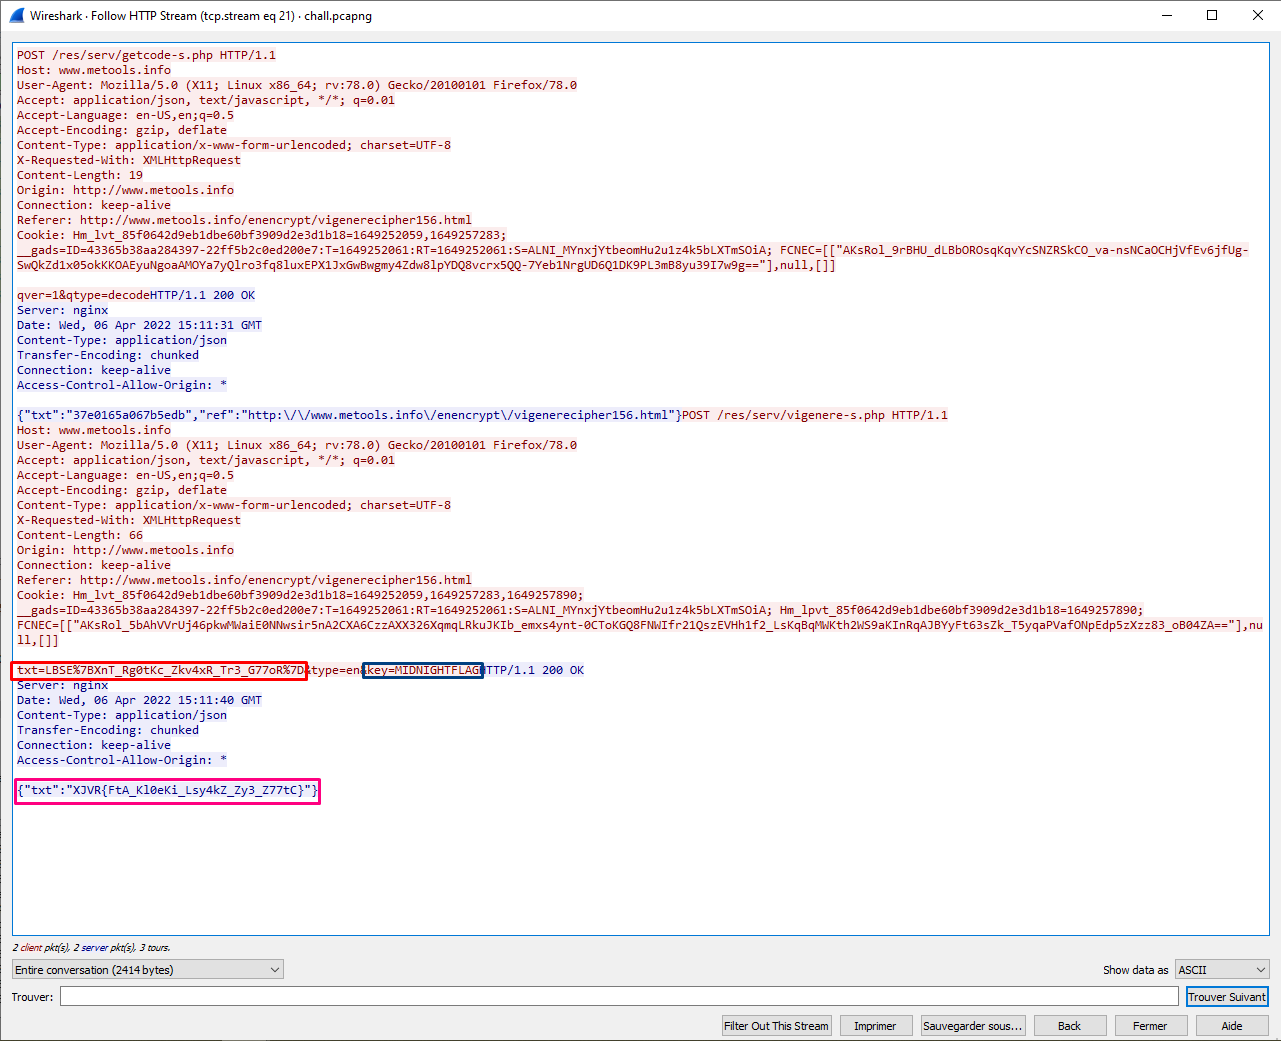 Wireshark · Follow HTTP Stream (tcp.stream eq 21) · chall.pcapng
POST /res/serv/getcode-s.php HTTP/1.1
Host: www.metools.info
User-Agent: Mozilla/5.0 (X11; Linux x86_64; rv:78.0) Gecko/20100101 Firefox/78.0
Accept: application/json, text/javascript, */*; q=0.01
Accept-Language: en-US,en;q=0.5
Accept-Encoding: gzip, deflate
Content-Type: application/x-www-form-urlencoded; charset=UTF-8
X-Requested-With: XMLHttpRequest
Content-Length: 19
Origin: http://www.metools.info
Connection: keep-alive
Referer: http://www.metools.info/enencrypt/vigenerecipher156.html
Cookie: Hm_lvt_85f0642d9eb1dbe60bf3909d2e3d1b18=1649252059,1649257283;
__gads=ID=43365b38aa284397-22ff5b2c0ed200e7:T=1649252061:RT=1649252061:S=ALNI_MYnxjYtbeomHu2u1z4k5bLXTmSOiA; FCNEC=[["AKsRol_9rBHU_dLBbOROsqKqvYcSNZRSkCO_va-nsNCaOCHjVfEv6jfUg-
SwQkZd1x05okKKOAEyuNgoaAMOYa7yQlro3fq8luxEPX1JxGwBwgmy4Zdw8lpYDQ8vcrx5QQ-7Yeb1NrgUD6Q1DK9PL3mB8yu39I7w9g=="],null,[]]
qver=1&qtype=decodeHTTP/1.1 200 OK
Server: nginx
Date: Wed, 06 Apr 2022 15:11:31 GMT
Content-Type: application/json
Transfer-Encoding: chunked
Connection: keep-alive
Access-Control-Allow-Origin: *
{"txt":"37e0165a067b5edb","ref":"http:\/\/www.metools.info\/enencrypt\/vigenerecipher156.html"}POST /res/serv/vigenere-s.php HTTP/1.1
Host: www.metools.info
User-Agent: Mozilla/5.0 (X11; Linux x86_64; rv:78.0) Gecko/20100101 Firefox/78.0
Accept: application/json, text/javascript, */*; q=0.01
Accept-Language: en-US,en;q=0.5
Accept-Encoding: gzip, deflate
Content-Type: application/x-www-form-urlencoded; charset=UTF-8
X-Requested-With: XMLHttpRequest
Content-Length: 66
Origin: http://www.metools.info
Connection: keep-alive
Referer: http://www.metools.info/enencrypt/vigenerecipher156.html
Cookie: Hm_lvt_85f0642d9eb1dbe60bf3909d2e3d1b18=1649252059,1649257283,1649257890;
__gads=ID=43365b38aa284397-22ff5b2c0ed200e7:T=1649252061:RT=1649252061:S=ALNI_MYnxjYtbeomHu2u1z4k5bLXTmSOiA; Hm_lpvt_85f0642d9eb1dbe60bf3909d2e3d1b18=1649257890;
FCNEC=[["AKsRol_5bAhVVrUj46pkwMWaiE0NNwsir5nA2CXA6CzzAXX326XqmqLRkuJKIb_emxs4ynt-0CToKGQ8FNWIfr21QszEVHh1f2_LsKqBqMWKth2WS9aKInRqAJBYyFt63sZk_T5yqaPVafONpEdp5zXzz83_oB04ZA=="],nu
ll,[]]
txt=LBSE%7BXnT_Rg0tKc_Zkv4xR_Tr3_G77oR%7D&type=en&key=MIDNIGHTFLAGHTTP/1.1 200 OK
Server: nginx
Date: Wed, 06 Apr 2022 15:11:40 GMT
Content-Type: application/json
Transfer-Encoding: chunked
Connection: keep-alive
Access-Control-Allow-Origin: *
{"txt":"XJVR{FtA_Kl0eKi_Lsy4kZ_Zy3_Z77tC}"}
2 client pkt(s), 2 server pkt(s), 3 tours.
Entire conversation (2414 bytes)
Show data as ASCII
Trouver:
Trouver Suivant
Filter Out This Stream
Imprimer
Sauvegarder sous...
Back
Fermer
Aide